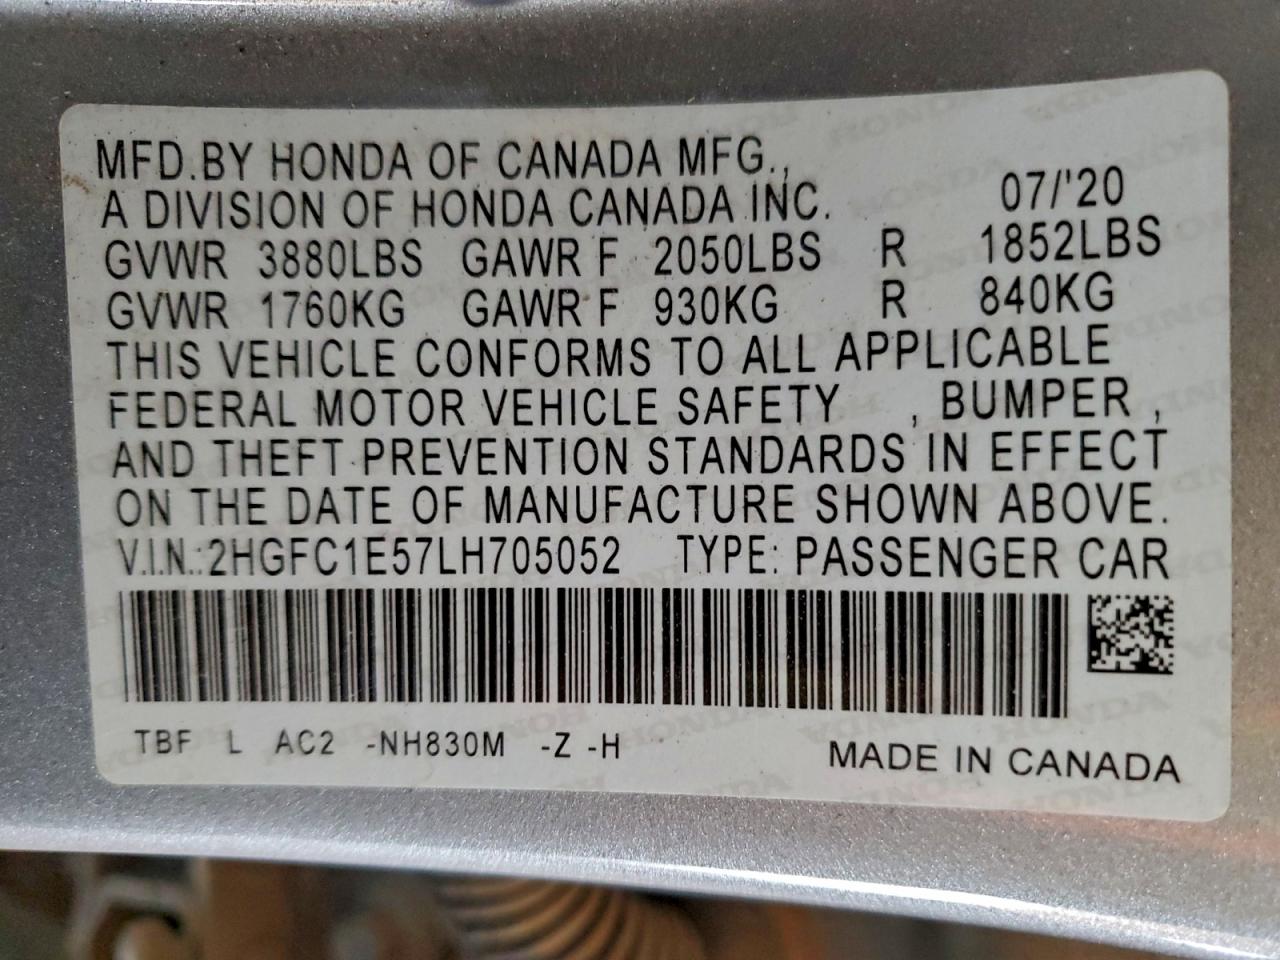 MFD.BY HONDA OF CANADA MFG.,
A DIVISION OF HONDA CANADA INC. 07/'20
GVWR 3880LBS GAWR F 2050LBS R 1852LBS
GVWR 1760KG GAWR F 930KG R 840KG
THIS VEHICLE CONFORMS TO ALL APPLICABLE
FEDERAL MOTOR VEHICLE SAFETY , BUMPER ,
AND THEFT PREVENTION STANDARDS IN EFFECT
ON THE DATE OF MANUFACTURE SHOWN ABOVE.
V.I.N.:2HGFC1E57LH705052 TYPE: PASSENGER CAR
TBF L AC2 -NH830M -Z -H
MADE IN CANADA